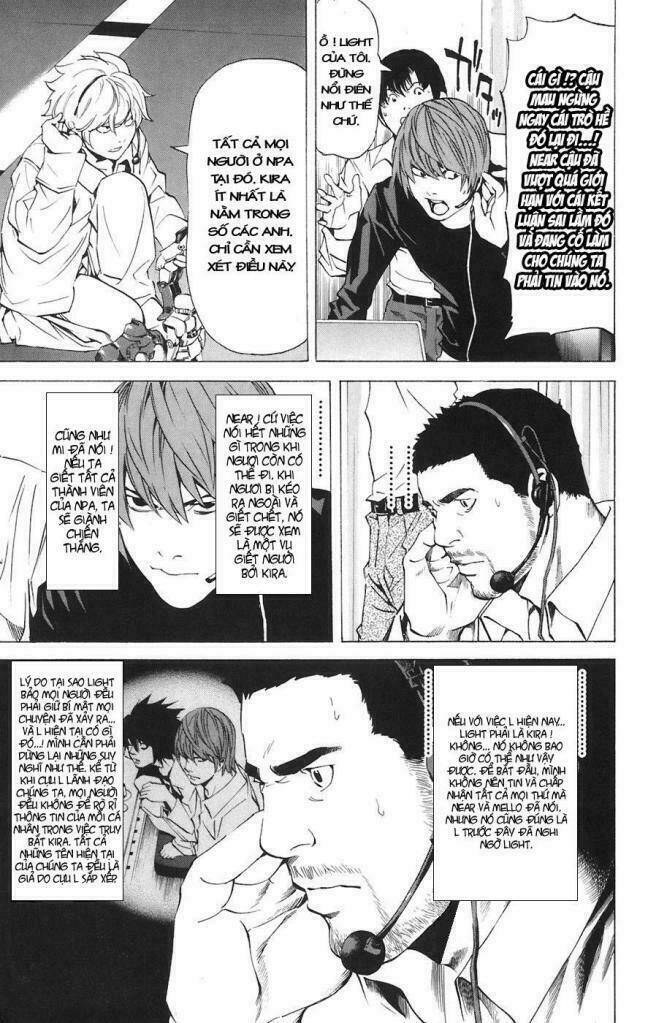 CÁI GÌ !? CẬU
MAU NGỪNG
NGAY CÁI TRÒ HỀ
ĐÓ LẠI ĐI...!
NEAR CẬU ĐÃ
VƯỢT QUÁ GIỚI
HẠN VỚI CÁI KẾT
LUẬN SAI LẦM ĐÓ
VÀ ĐANG CỐ LÀM
CHO CHÚNG TA
PHẢI TIN VÀO NÓ.
Ồ ! LIGHT
CỦA TÔI.
ĐỪNG
NỔI ĐIÊN
NHƯ THẾ
CHỨ.
TẤT CẢ MỌI
NGƯỜI Ở NPA
TẠI ĐÓ, KIRA
ÍT NHẤT LÀ
NẰM TRONG
SỐ CÁC ANH.
CHỈ CẦN XEM
XÉT ĐIỀU NÀY.
NEAR ! CỨ VIỆC
NÓI HẾT NHỮNG
GÌ TRONG KHI
NGƯƠI CÒN CÓ
THỂ ĐI. KHI
NGƯƠI BỊ KÉO
RA NGOÀI VÀ
GIẾT CHẾT, NÓ
SẼ ĐƯỢC XEM
LÀ MỘT VỤ
GIẾT NGƯỜI
BỞI KIRA.
CŨNG NHƯ
MI ĐÃ NÓI !
NẾU TA
GIẾT TẤT CẢ
THÀNH VIÊN
CỦA NPA, TA
SẼ GIÀNH
CHIẾN
THẮNG.
NẾU VỚI VIỆC L HIỆN NAY...
LIGHT PHẢI LÀ KIRA !
KHÔNG... NÓ KHÔNG BAO
GIỜ CÓ THỂ NHƯ VẬY
ĐƯỢC. ĐỂ BẮT ĐẦU, MÌNH
KHÔNG NÊN TIN VÀ CHẤP
NHẬN TẤT CẢ MỌI THỨ MÀ
NEAR VÀ MELLO ĐÃ NÓI,
NHƯNG NÓ CŨNG ĐÚNG LÀ
L TRƯỚC ĐÂY ĐÃ NGHI
NGỜ LIGHT.
LÝ DO TẠI SAO LIGHT
BẢO MỌI NGƯỜI ĐỀU
PHẢI GIỮ BÍ MẬT MỌI
CHUYỆN ĐÃ XẢY RA...
VÀ L HIỆN TẠI CÓ GÌ
ĐÓ...! MÌNH CẦN PHẢI
DỪNG LẠI NHỮNG SUY
NGHĨ NHƯ THẾ. KỂ TỪ
KHI CỰU L LÃNH ĐẠO
CHÚNG TA, MỌI NGƯỜI
ĐỀU KHÔNG ĐỂ RÒ RỈ
THÔNG TIN CỦA MỖI CÁ
NHÂN TRONG VIỆC TRUY
BẮT KIRA. TẤT CẢ
NHỮNG TÊN HIỆN TẠI
CỦA CHÚNG TA ĐỀU LÀ
GIẢ DO CỰU L SẮP XẾP.